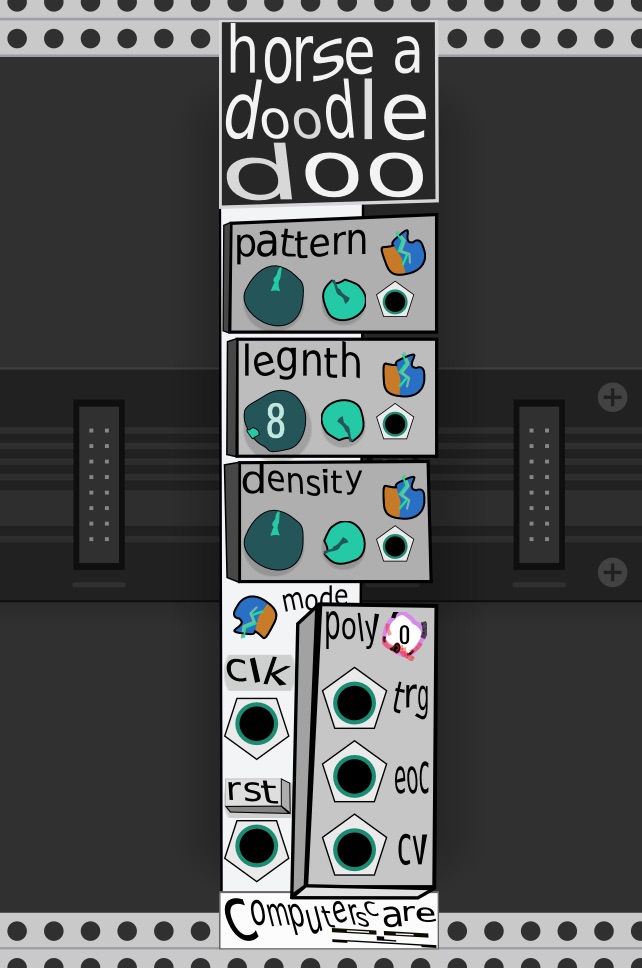 horse a
doodle
doo
pattern
legnth
8
density
mode
poly 0
clk
trg
eoc
rst
cv
Computerscare